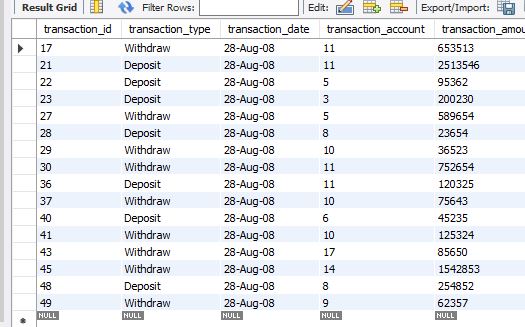 Result Grid Filter Rows: Edit: Export/Import:
transaction_id transaction_type transaction_date transaction_account transaction_amou
17 Withdraw 28-Aug-08 11 653513
21 Deposit 28-Aug-08 11 2513546
22 Deposit 28-Aug-08 5 95362
23 Deposit 28-Aug-08 3 200230
27 Withdraw 28-Aug-08 5 589654
28 Deposit 28-Aug-08 8 23654
29 Withdraw 28-Aug-08 10 36523
30 Withdraw 28-Aug-08 11 752654
36 Deposit 28-Aug-08 11 120325
37 Withdraw 28-Aug-08 10 75643
40 Deposit 28-Aug-08 6 45235
41 Withdraw 28-Aug-08 10 125324
43 Withdraw 28-Aug-08 17 85650
45 Withdraw 28-Aug-08 14 1542853
48 Deposit 28-Aug-08 8 254852
49 Withdraw 28-Aug-08 9 62357
NULL NULL NULL NULL NULL